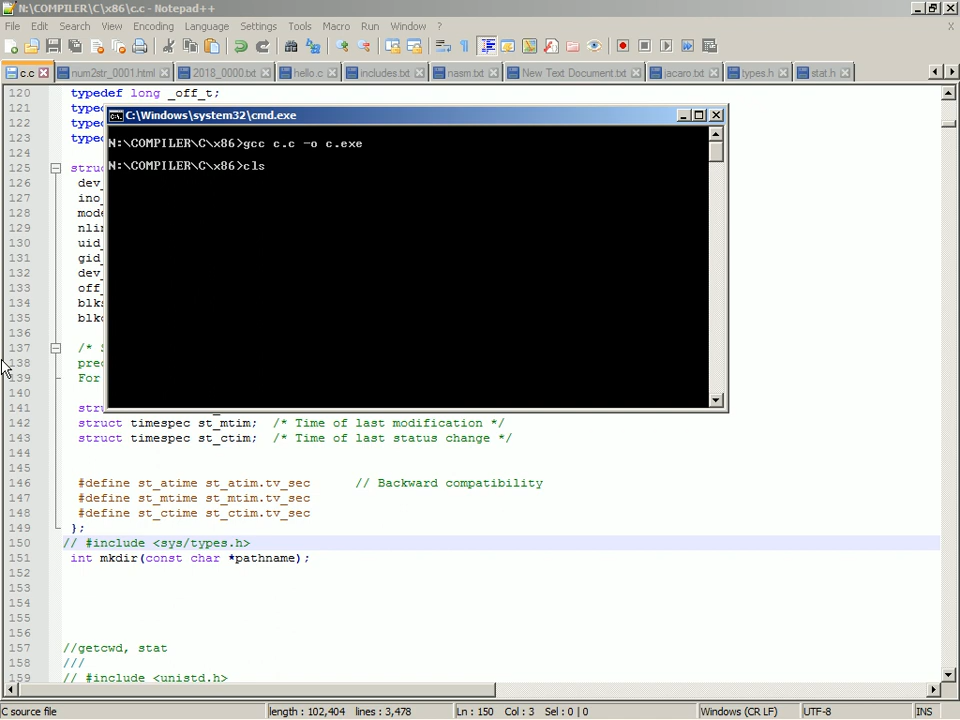 N:\COMPILER\C\x86\c.c - Notepad++
File Edit Search View Encoding Language Settings Tools Macro Run Window ? X
c.c num2str_0001.html 2018_0000.txt hello.c includes.txt nasm.txt New Text Document.txt iacaro.txt types.h stat.h
120 typedef long _off_t;
C:\Windows\system32\cmd.exe
121 type
122 type
123 type
N:\COMPILER\C\x86>gcc c.c -o c.exe
124
N:\COMPILER\C\x86>cls
125 struc
126 dev_
127 ino_
128 mode
129 nlin
130 uid_
131 gid_
132 dev_
133 off_
134 blks
135 blkc
136
137 /* S
138 prec
139 For
140
141 stru
142 struct timespec st_mtim; /* Time of last modification */
143 struct timespec st_ctim; /* Time of last status change */
144
145
146 #define st_atime st_atim.tv_sec // Backward compatibility
147 #define st_mtime st_mtim.tv_sec
148 #define st_ctime st_ctim.tv_sec
149 };
150 // #include <sys/types.h>
151 int mkdir(const char *pathname);
152
153
154
155
156
157 //getcwd, stat
158 ///
159 // #include <unistd.h>
C source file length : 102,404 lines : 3,478 Ln : 150 Col : 3 Sel : 0 | 0 Windows (CR LF) UTF-8 INS